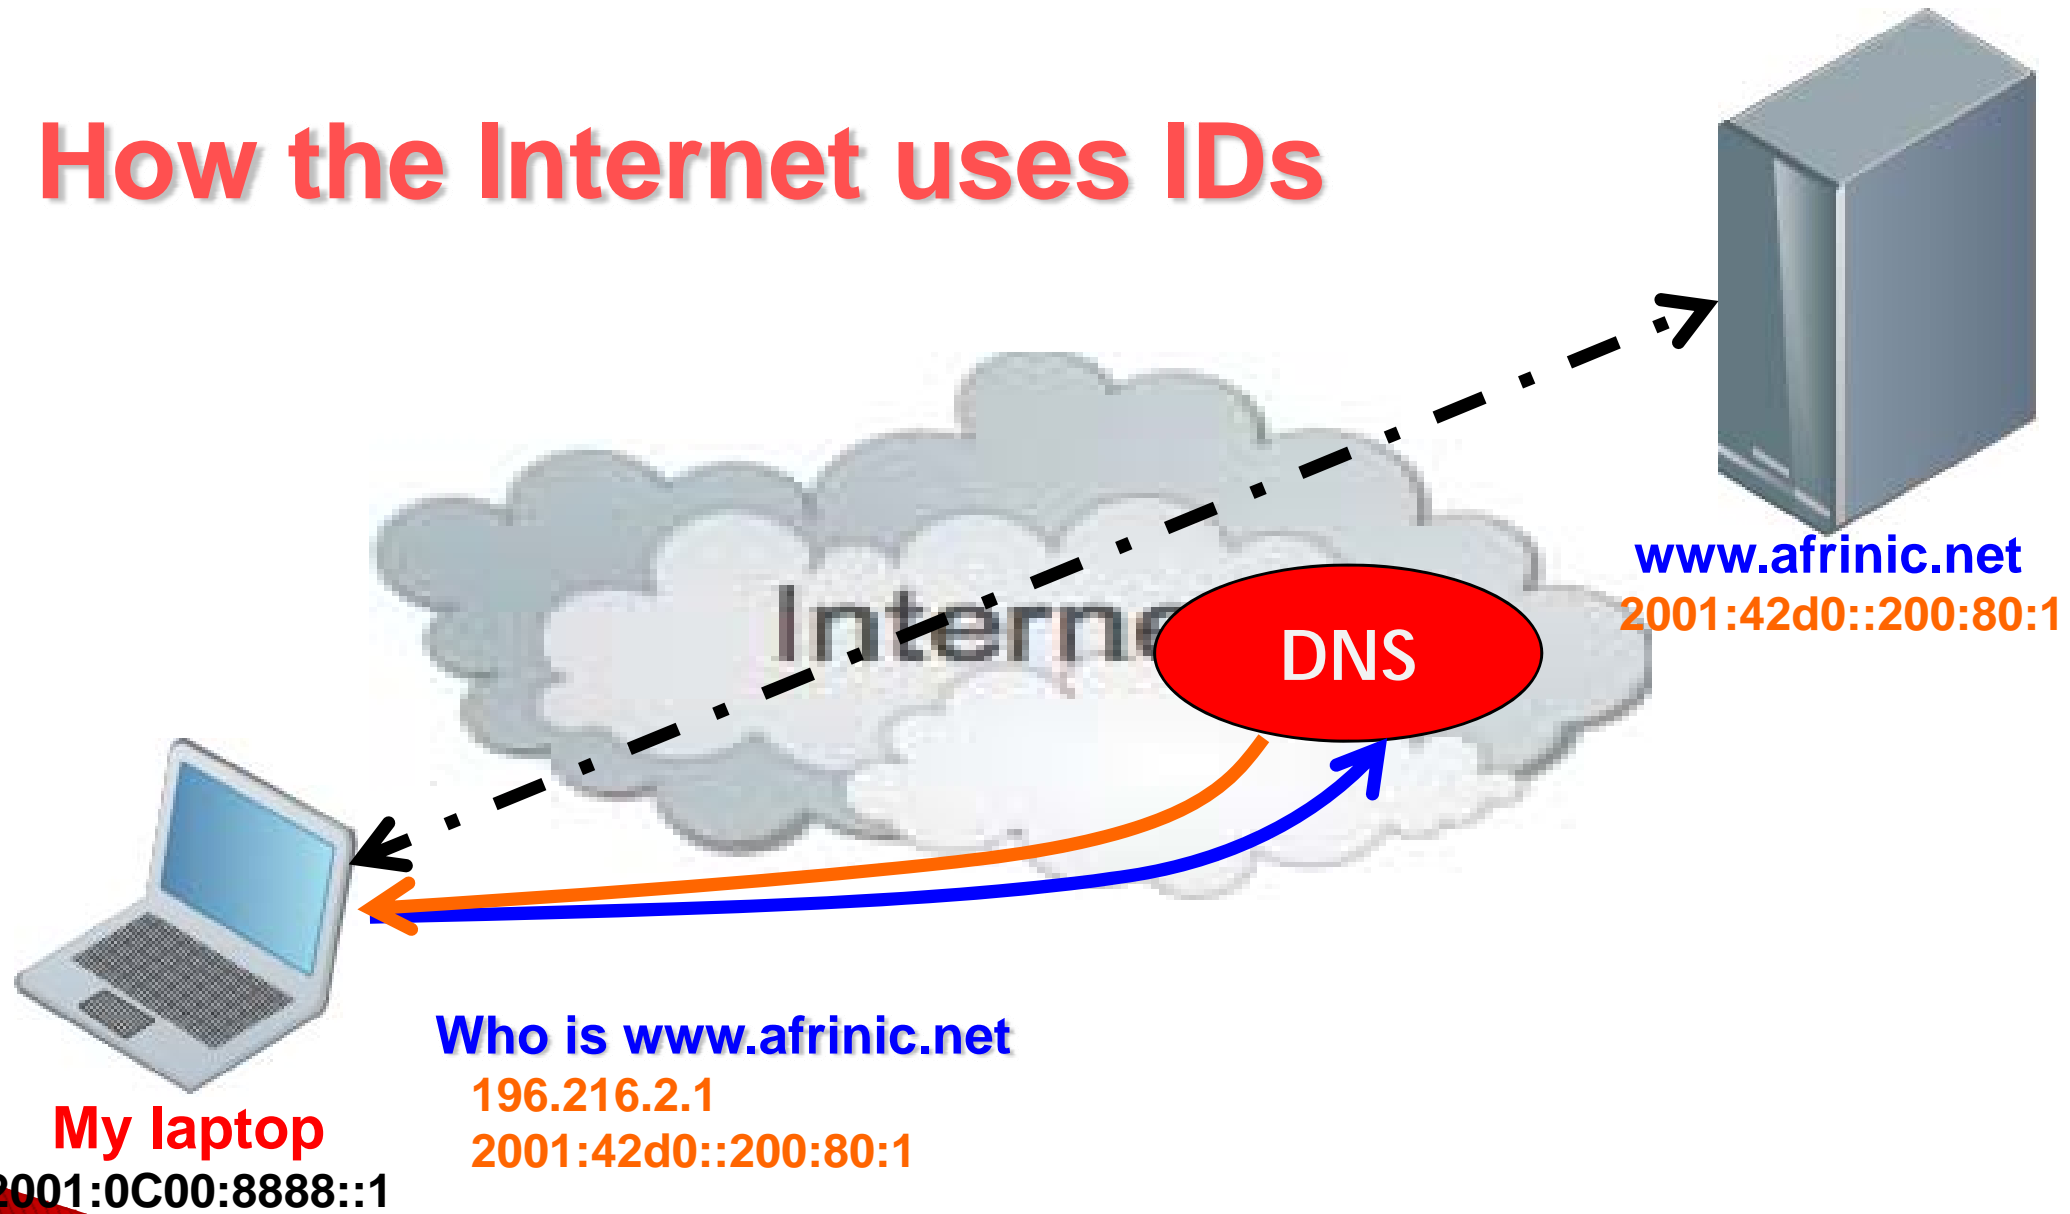 How the Internet uses IDs
www.afrinic.net
2001:42d0::200:80:1
Interne
DNS
Who is www.afrinic.net
196.216.2.1
2001:42d0::200:80:1
My laptop
2001:0C00:8888::1